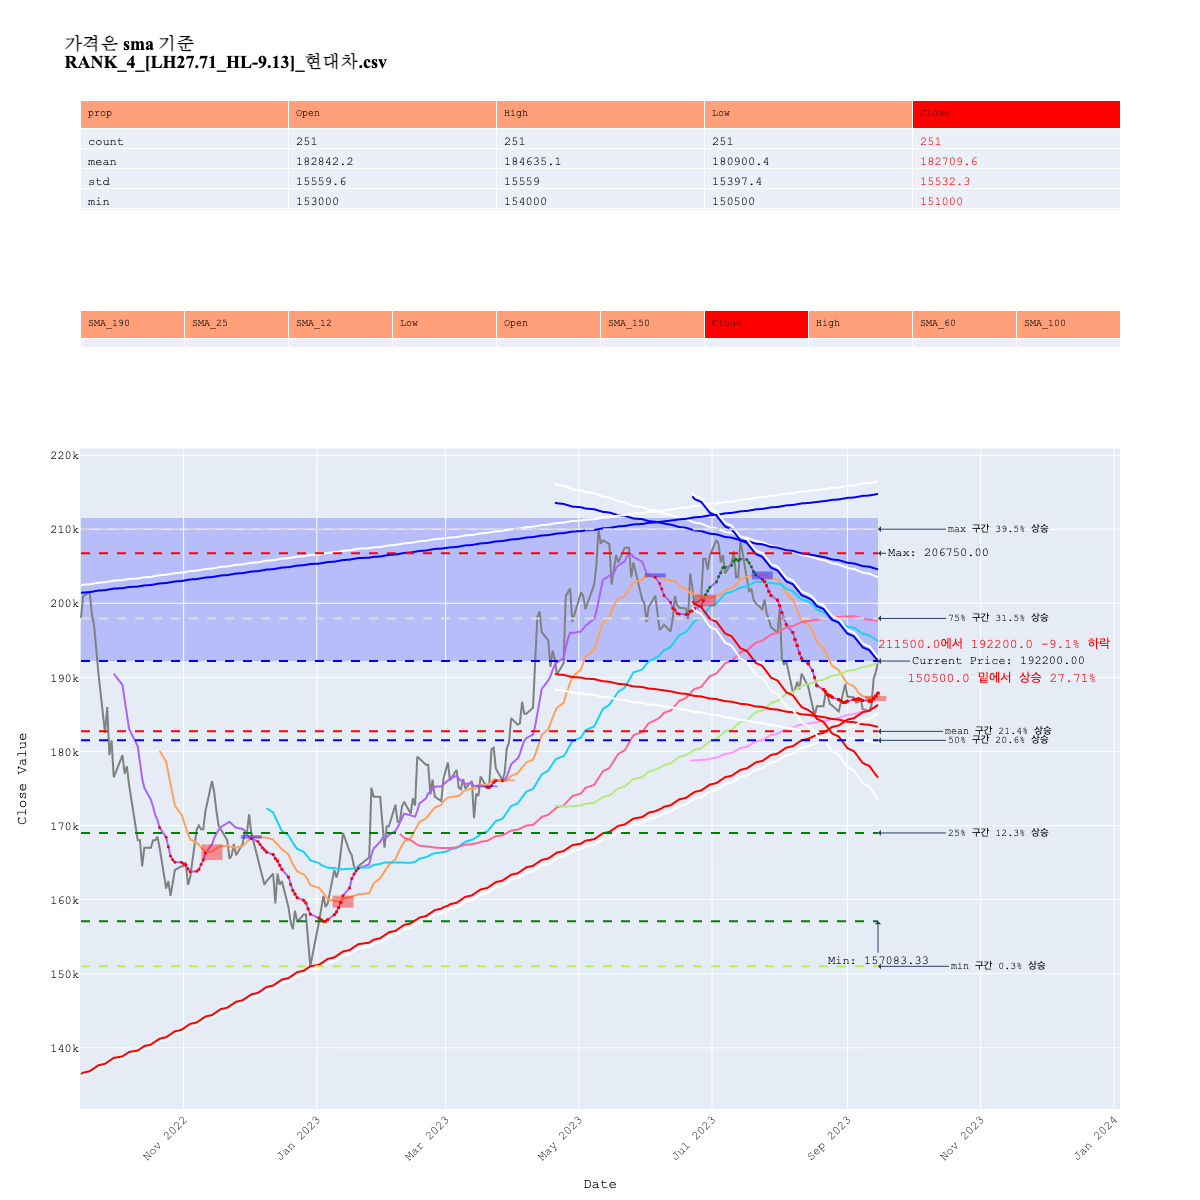 가격은 sma 기준
RANK_4_[LH27.71_HL-9.13]_현대차.csv
prop Open High Low Close
count 251 251 251 251
mean 182842.2 184635.1 180900.4 182709.6
std 15559.6 15559 15397.4 15532.3
min 153000 154000 150500 151000
SMA_190 SMA_25 SMA_12 Low Open SMA_150 Close High SMA_60 SMA_100
220k
210k
200k
190k
180k
170k
160k
150k
140k
Close Value
max 구간 39.5% 상승
Max: 206750.00
75% 구간 31.5% 상승
211500.0에서 192200.0 -9.1% 하락
Current Price: 192200.00
150500.0 밑에서 상승 27.71%
mean 구간 21.4% 상승
50% 구간 20.6% 상승
25% 구간 12.3% 상승
Min: 157083.33
min 구간 0.3% 상승
Nov 2022 Jan 2023 Mar 2023 May 2023 Jul 2023 Sep 2023 Nov 2023 Jan 2024
Date